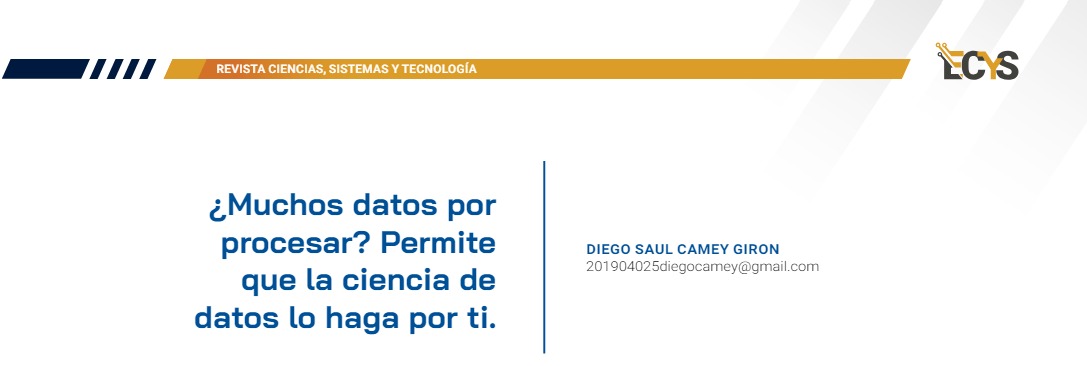 REVISTA CIENCIAS, SISTEMAS Y TECNOLOGÍA
ECYS
¿Muchos datos por
procesar? Permite
que la ciencia de
datos lo haga por ti.
DIEGO SAUL CAMEY GIRON
201904025diegocamey@gmail.com